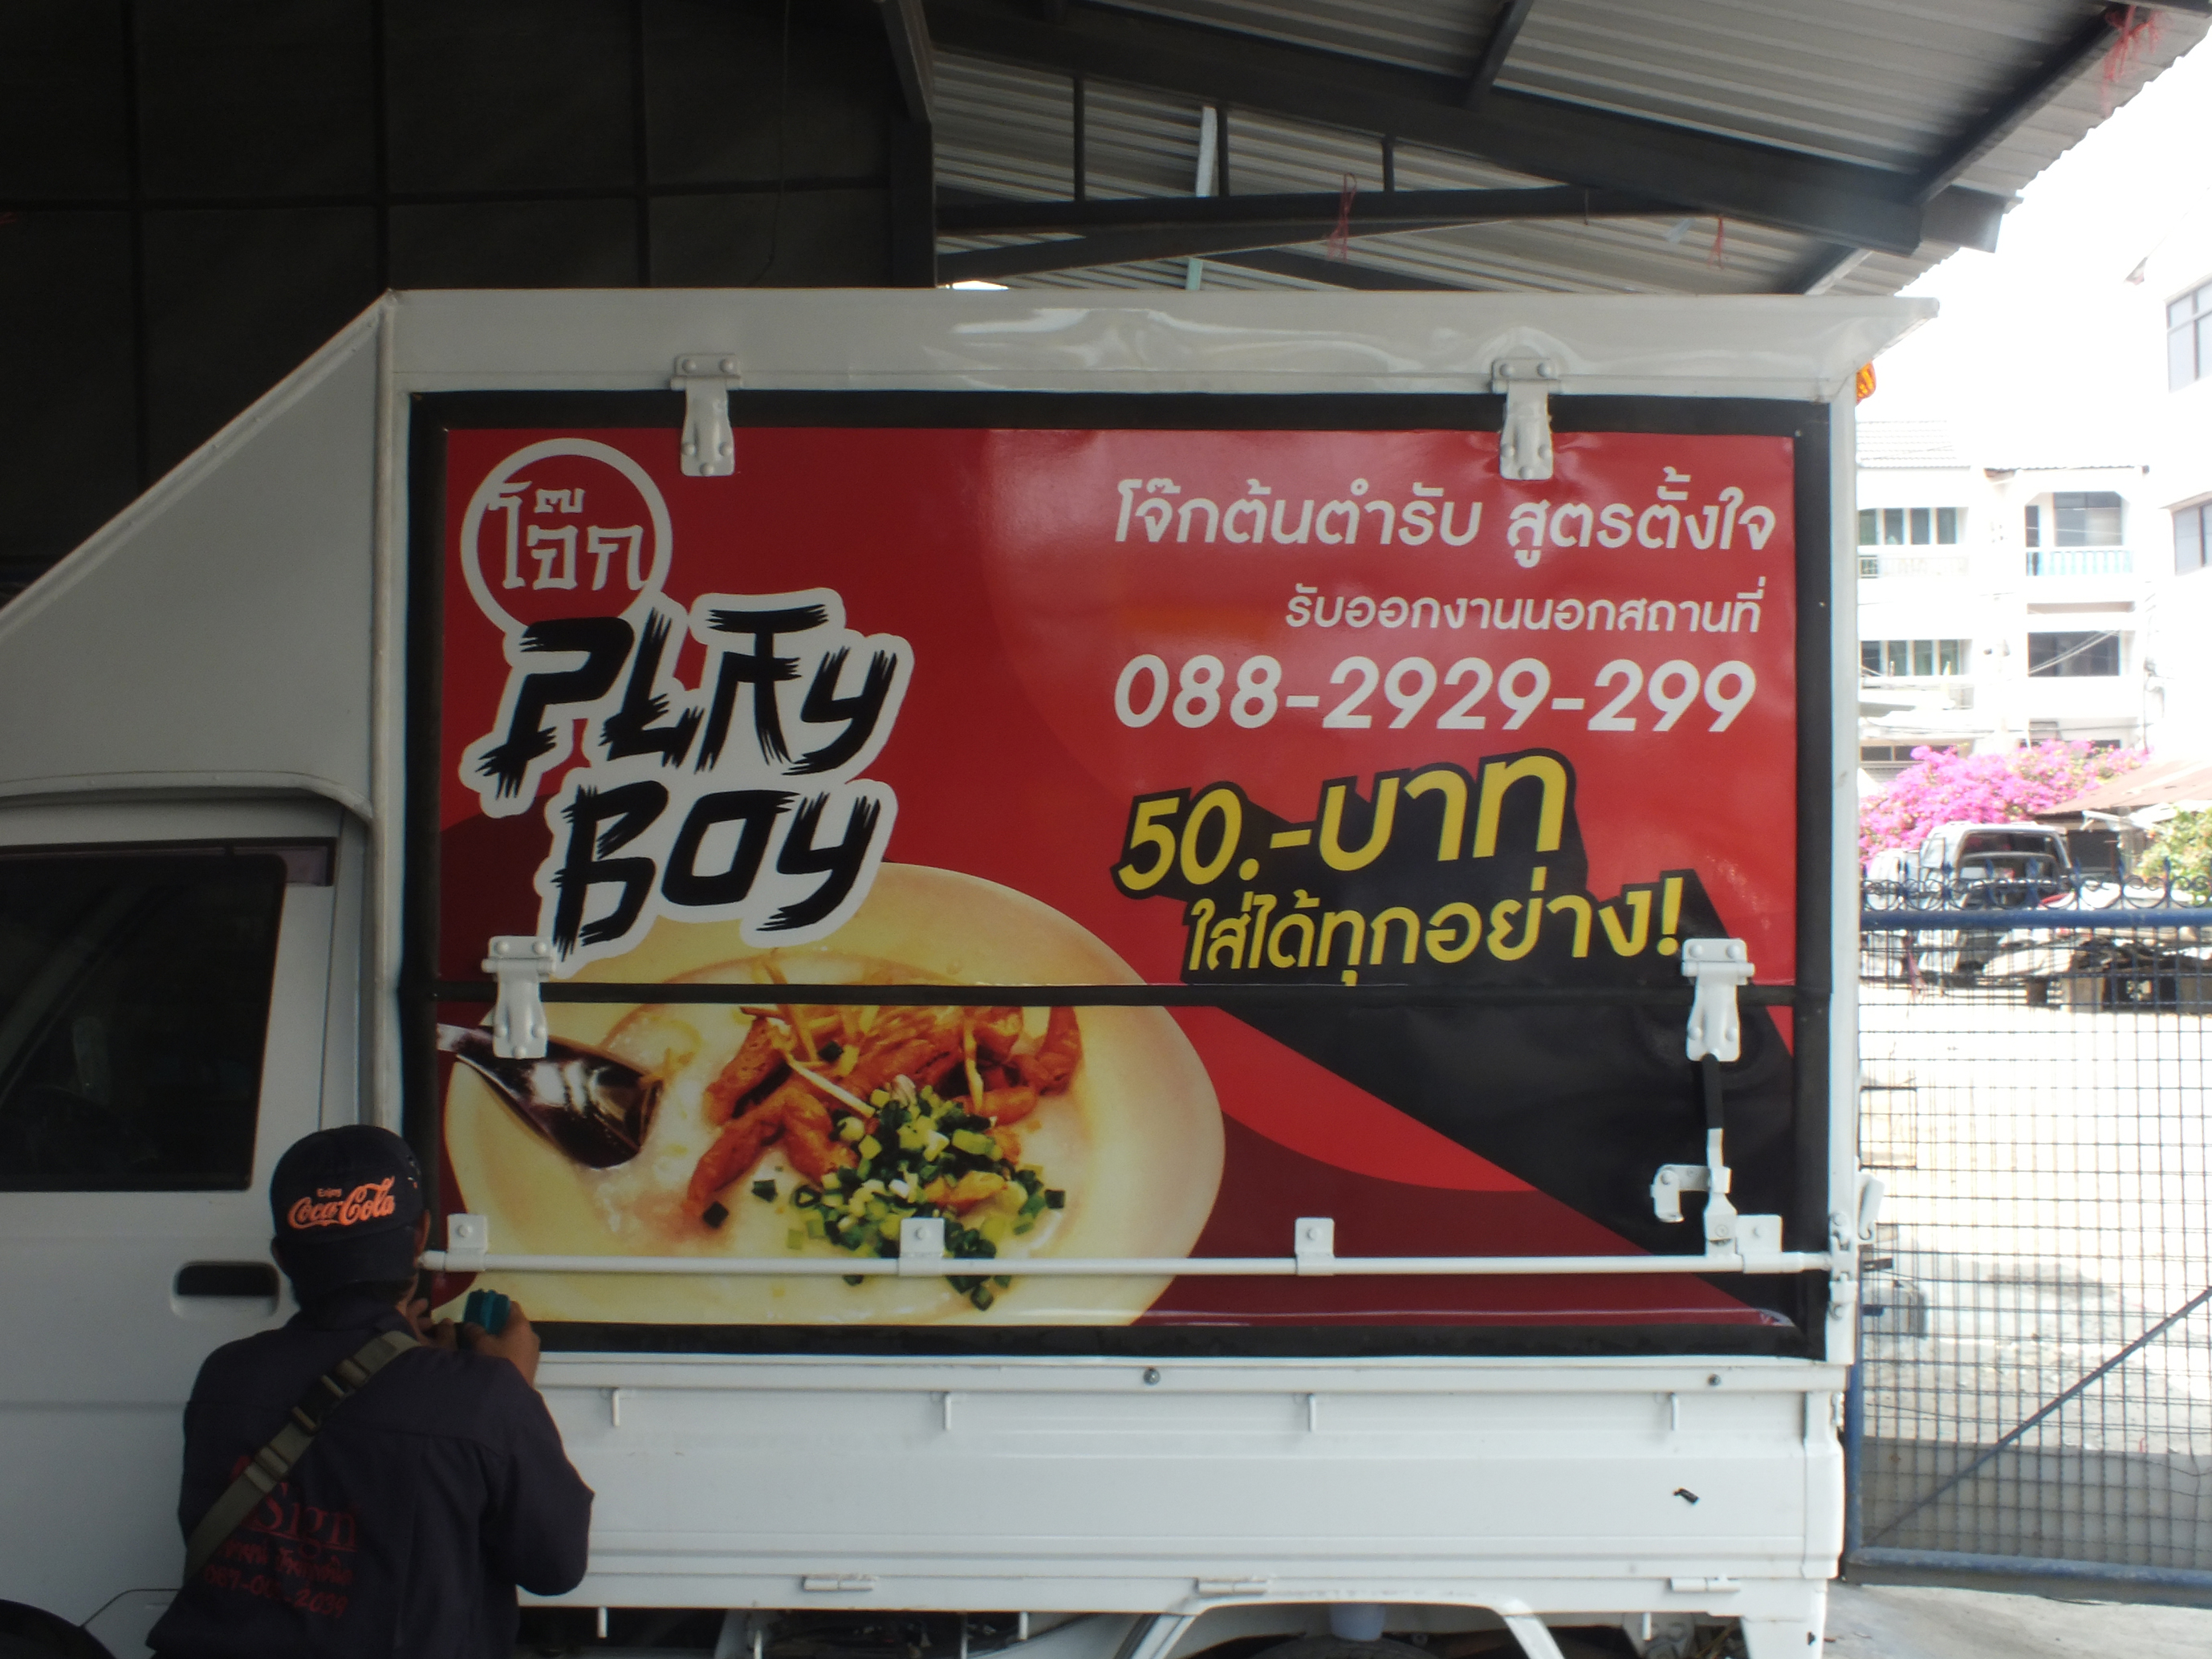 โจ๊ก
PLAY
BOY
โจ๊กต้นตำรับ สูตรตั้งใจ
รับออกงานนอกสถานที่
088-2929-299
50.-บาท
ใส่ได้ทุกอย่าง!
Enjoy
Coca-Cola
Sign